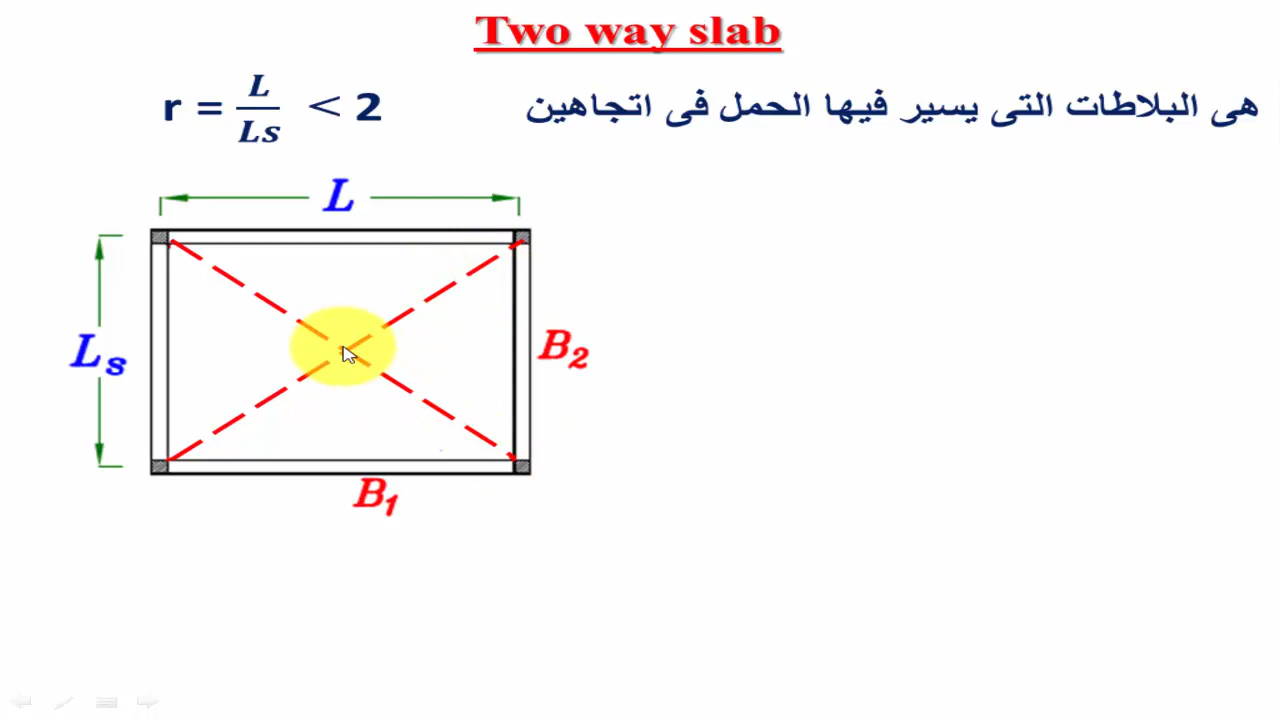 Two way slab
r = L/Ls < 2
هى البلاطات التى يسير فيها الحمل فى اتجاهين
L
Ls
B2
B1